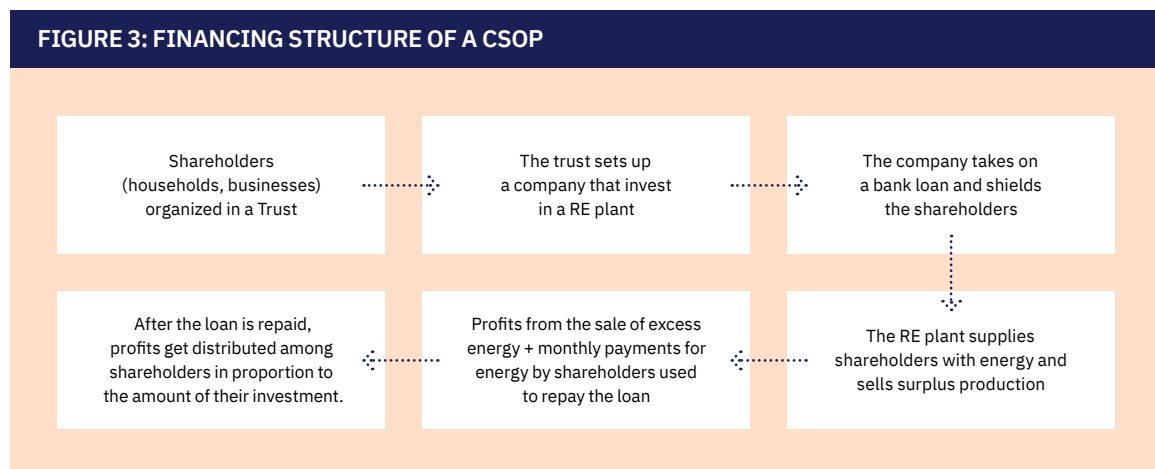 FIGURE 3: FINANCING STRUCTURE OF A CSOP
Shareholders
(households, businesses)
organized in a Trust
The trust sets up
a company that invest
in a RE plant
The company takes on
a bank loan and shields
the shareholders
The RE plant supplies
shareholders with energy and
sells surplus production
Profits from the sale of excess
energy + monthly payments for
energy by shareholders used
to repay the loan
After the loan is repaid,
profits get distributed among
shareholders in proportion to
the amount of their investment.